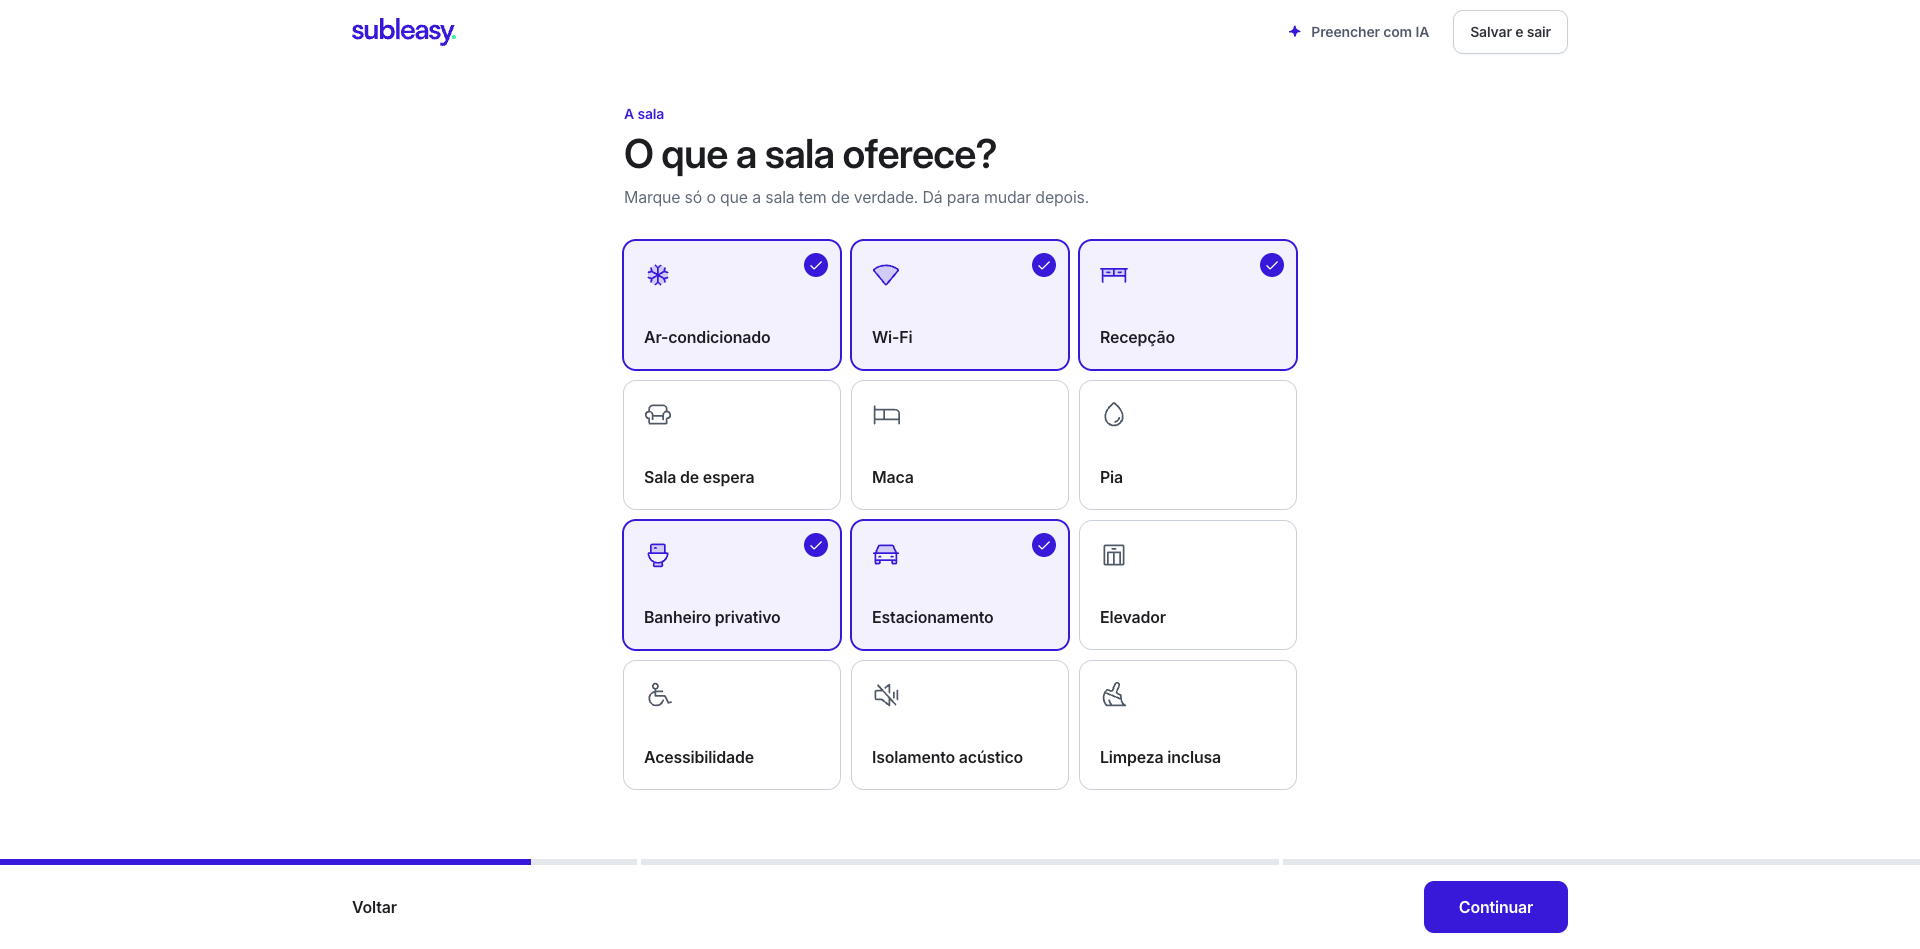 subleasy.
Preencher com IA
Salvar e sair
A sala
O que a sala oferece?
Marque só o que a sala tem de verdade. Dá para mudar depois.
Ar-condicionado
Wi-Fi
Recepção
Sala de espera
Maca
Pia
Banheiro privativo
Estacionamento
Elevador
Acessibilidade
Isolamento acústico
Limpeza inclusa
Voltar
Continuar